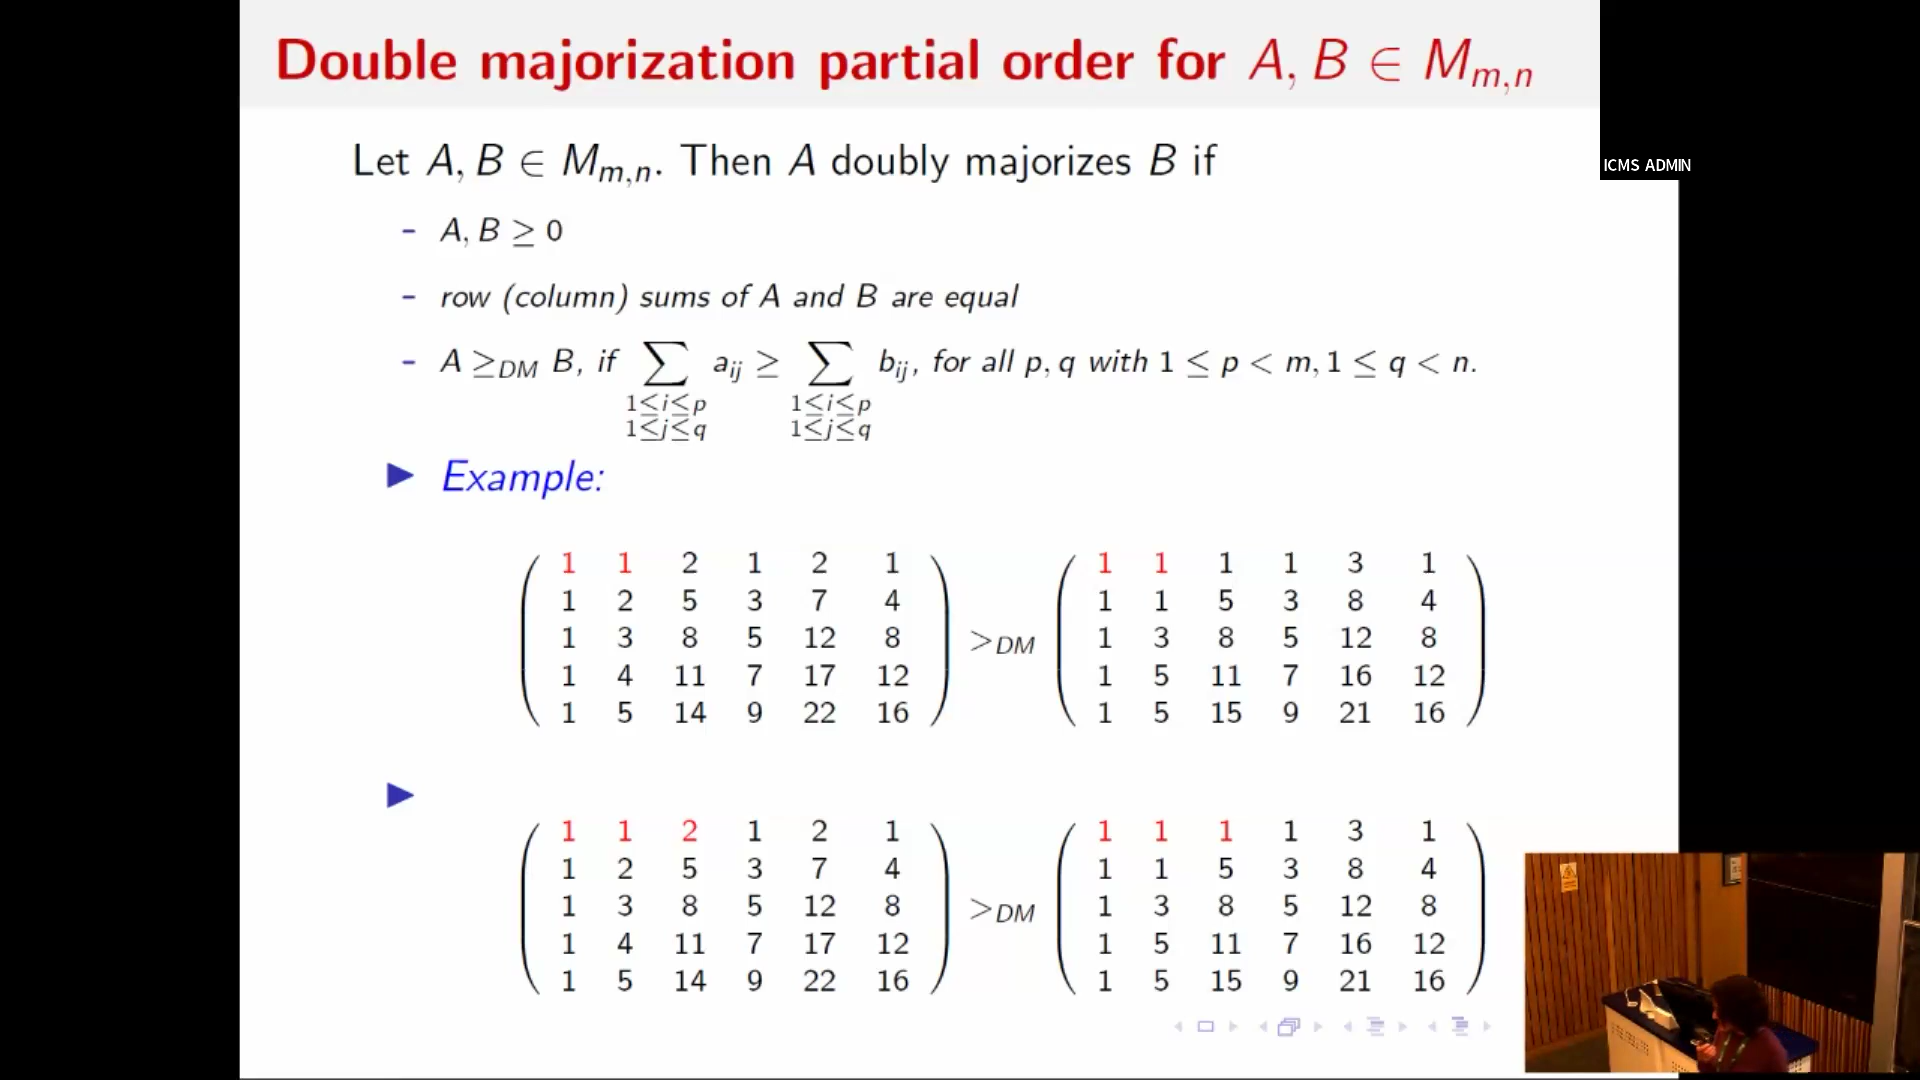 Double majorization partial order for A, B ∈ M_{m,n}
ICMS ADMIN
Let A, B ∈ M_{m,n}. Then A doubly majorizes B if
- A, B ≥ 0
- row (column) sums of A and B are equal
- A ≥_{DM} B, if ∑_{1≤i≤p, 1≤j≤q} a_{ij} ≥ ∑_{1≤i≤p, 1≤j≤q} b_{ij}, for all p, q with 1 ≤ p < m, 1 ≤ q < n.
▶ Example:
1 1 2 1 2 1 1 1 1 1 3 1
1 2 5 3 7 4 1 1 5 3 8 4
1 3 8 5 12 8 >_{DM} 1 3 8 5 12 8
1 4 11 7 17 12 1 5 11 7 16 12
1 5 14 9 22 16 1 5 15 9 21 16
▶
1 1 2 1 2 1 1 1 1 1 3 1
1 2 5 3 7 4 1 1 5 3 8 4
1 3 8 5 12 8 >_{DM} 1 3 8 5 12 8
1 4 11 7 17 12 1 5 11 7 16 12
1 5 14 9 22 16 1 5 15 9 21 16